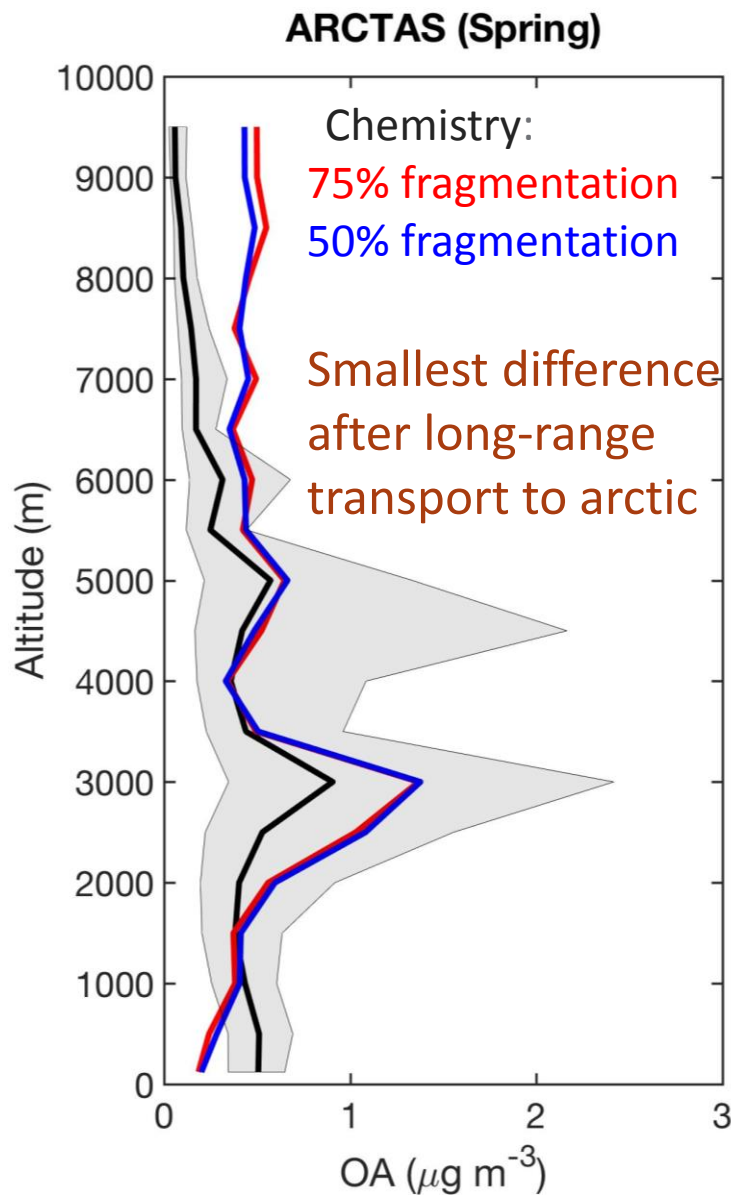 ARCTAS (Spring)
10000
9000
8000
7000
6000
5000
4000
3000
2000
1000
0
Altitude (m)
Chemistry:
75% fragmentation
50% fragmentation
Smallest difference
after long-range
transport to arctic
0 1 2 3
OA (μg m⁻³)